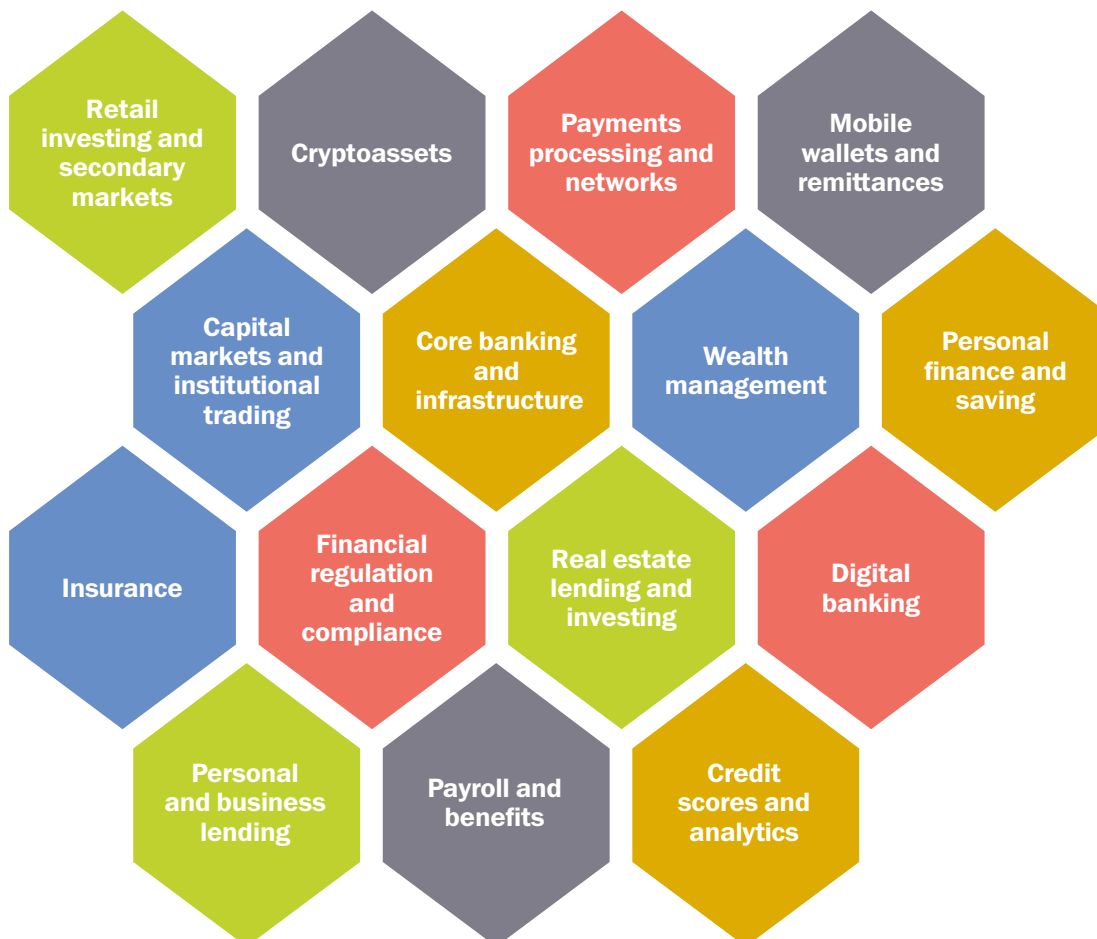 Retail
investing and
secondary
markets
Cryptoassets
Payments
processing and
networks
Mobile
wallets and
remittances
Capital
markets and
institutional
trading
Core banking
and
infrastructure
Wealth
management
Personal
finance and
saving
Insurance
Financial
regulation
and
compliance
Real estate
lending and
investing
Digital
banking
Personal
and business
lending
Payroll and
benefits
Credit
scores and
analytics